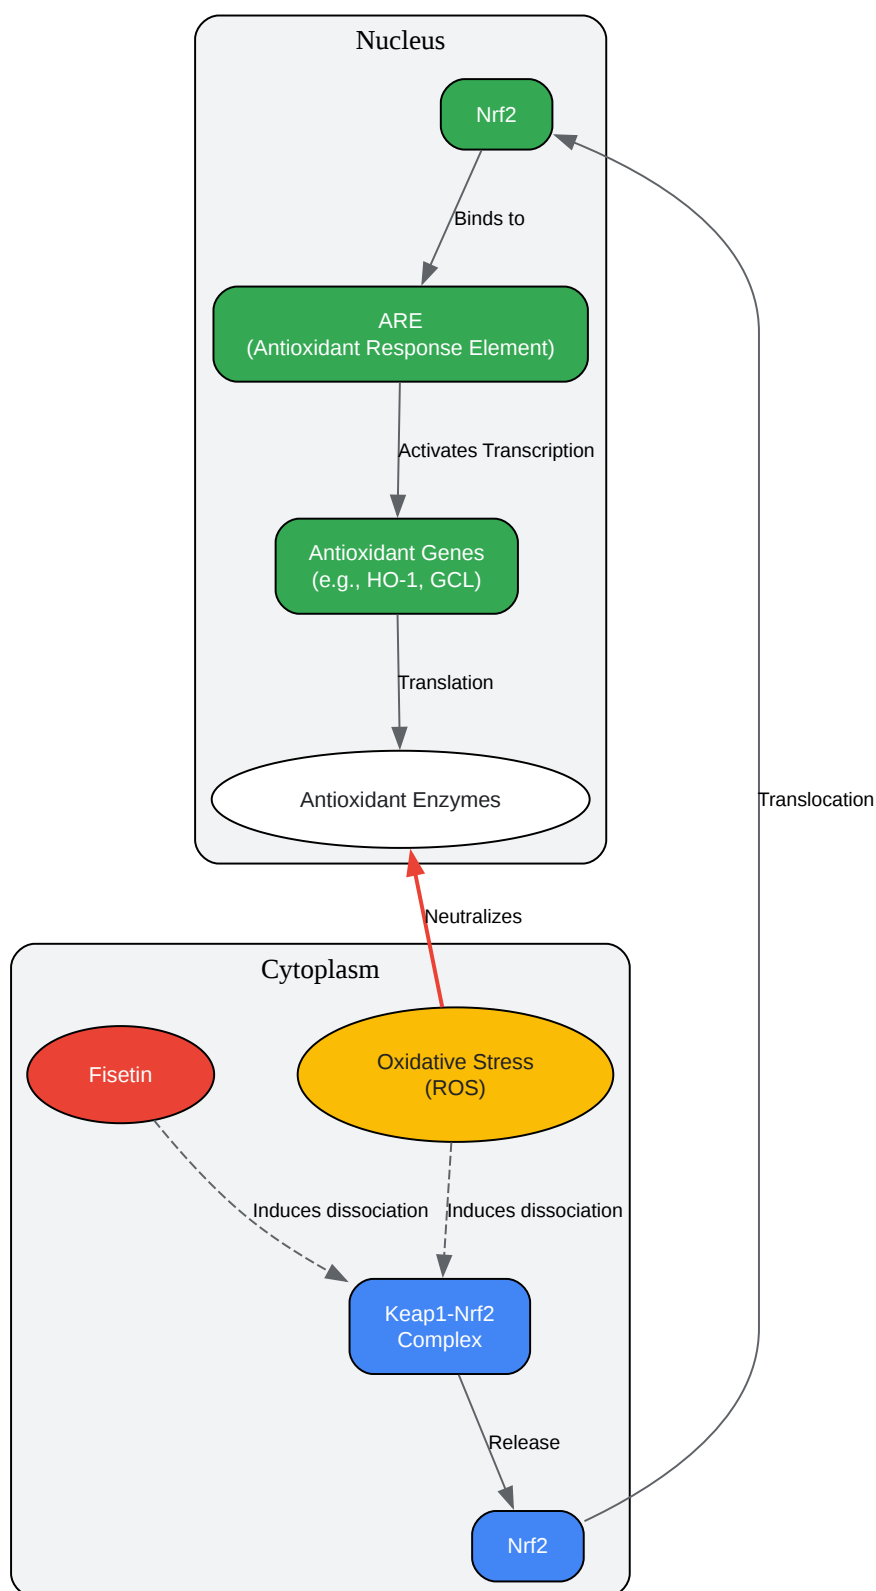 Nucleus
Nrf2
Binds to
ARE
(Antioxidant Response Element)
Activates Transcription
Antioxidant Genes
(e.g., HO-1, GCL)
Translation
Antioxidant Enzymes
Translocation
Neutralizes
Cytoplasm
Fisetin
Oxidative Stress
(ROS)
Induces dissociation
Induces dissociation
Keap1-Nrf2
Complex
Release
Nrf2